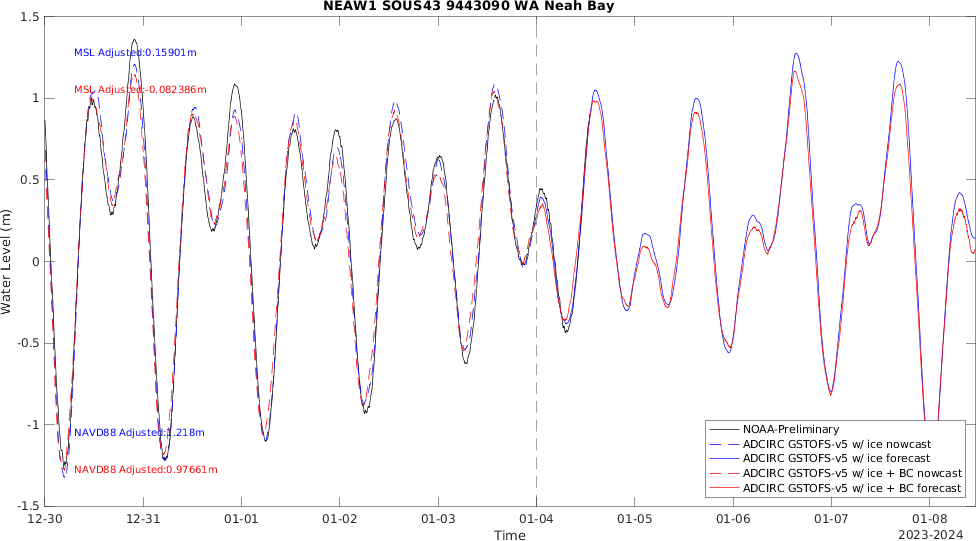 NEAW1 SOUS43 9443090 WA Neah Bay
1.5
1
0.5
0
-0.5
-1
-1.5
Water Level (m)
MSL Adjusted:0.15901m
MSL Adjusted:-0.082386m
NAVD88 Adjusted:1.218m
NAVD88 Adjusted:0.97661m
NOAA-Preliminary
ADCIRC GSTOFS-v5 w/ ice nowcast
ADCIRC GSTOFS-v5 w/ ice forecast
ADCIRC GSTOFS-v5 w/ ice + BC nowcast
ADCIRC GSTOFS-v5 w/ ice + BC forecast
12-30 12-31 01-01 01-02 01-03 01-04 01-05 01-06 01-07 01-08
Time
2023-2024